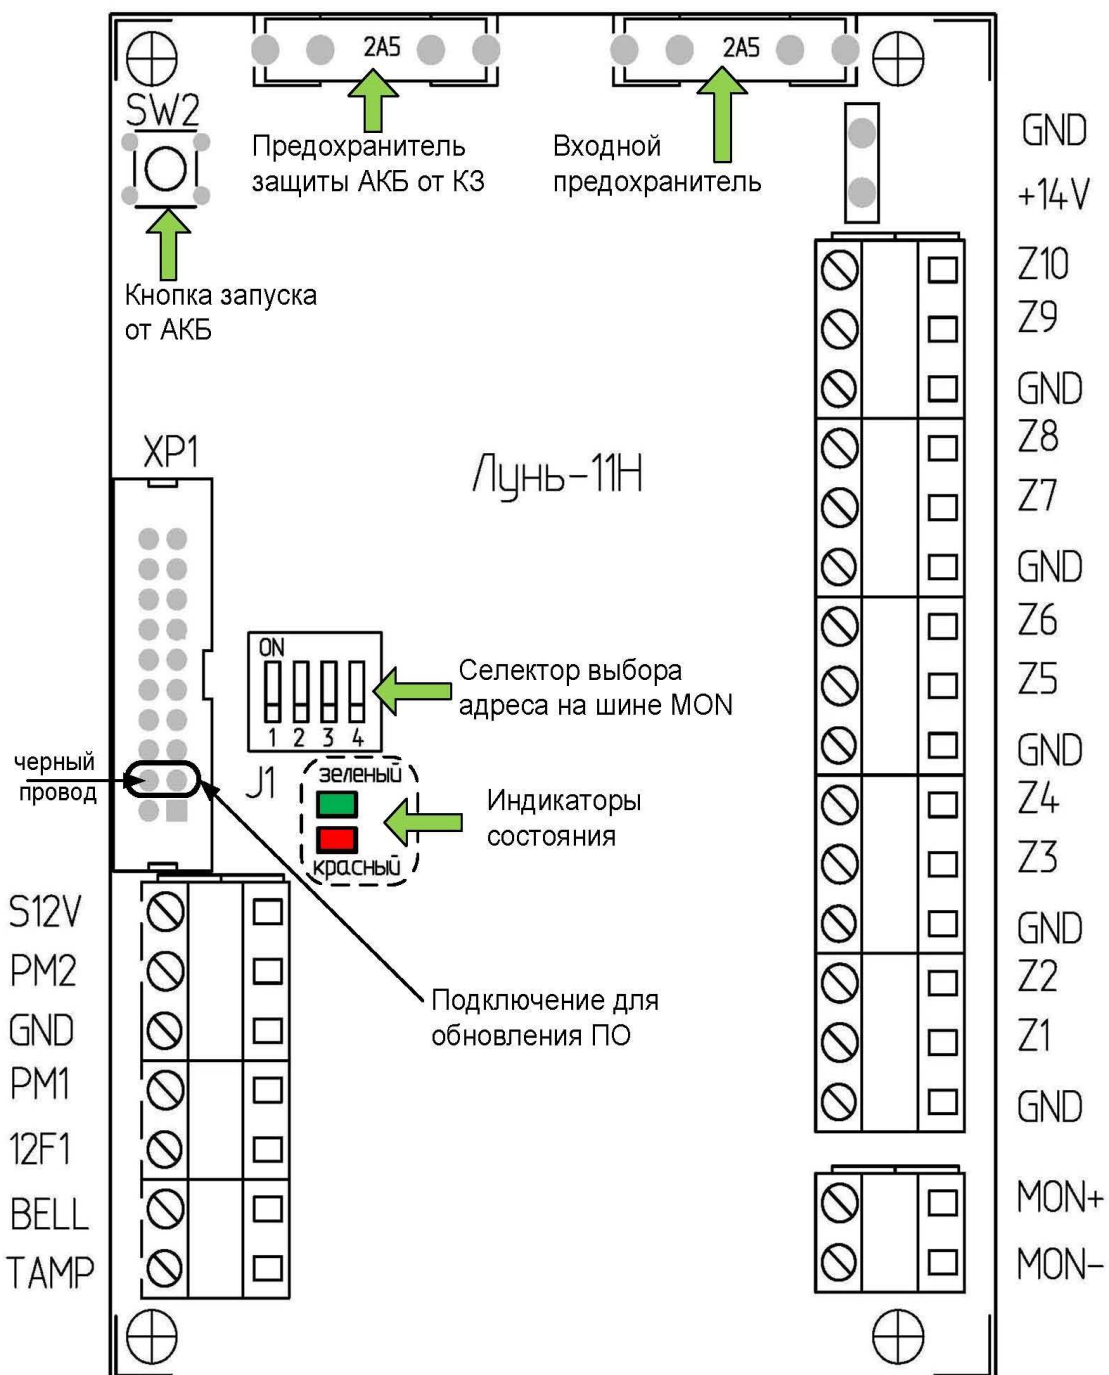 2А5
2А5
SW2
Предохранитель
защиты АКБ от КЗ
Входной
предохранитель
GND
+14V
Кнопка запуска
от АКБ
Z10
Z9
GND
Z8
Z7
GND
Z6
Z5
GND
Z4
Z3
GND
Z2
Z1
GND
MON+
MON-
XP1
Лунь-11Н
ON
1 2 3 4
Селектор выбора
адреса на шине MON
черный
провод
J1
зеленый
красный
Индикаторы
состояния
S12V
PM2
GND
PM1
12F1
BELL
TAMP
Подключение для
обновления ПО